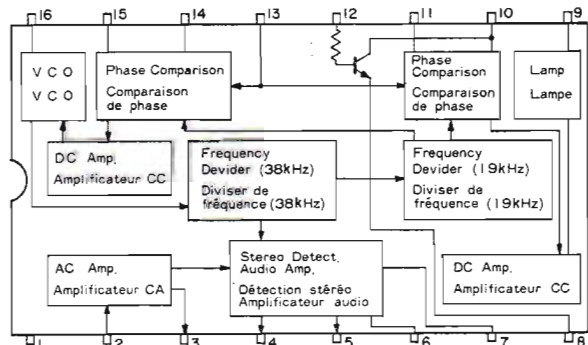 16 15 14 13 12 11 10 9
VCO
VCO
Phase Comparison
Comparaison
de phase
Phase
Comparison
Comparaison
de phase
Lamp
Lampe
DC Amp.
Amplificateur CC
Frequency
Devider (38kHz)
Diviser de
fréquence (38kHz)
Frequency
Devider (19kHz)
Diviser de
fréquence (19kHz)
AC Amp.
Amplificateur CA
Stereo Detect.
Audio Amp.
Détection stéréo
Amplificateur audio
DC Amp.
Amplificateur CC
1 2 3 4 5 6 7 8